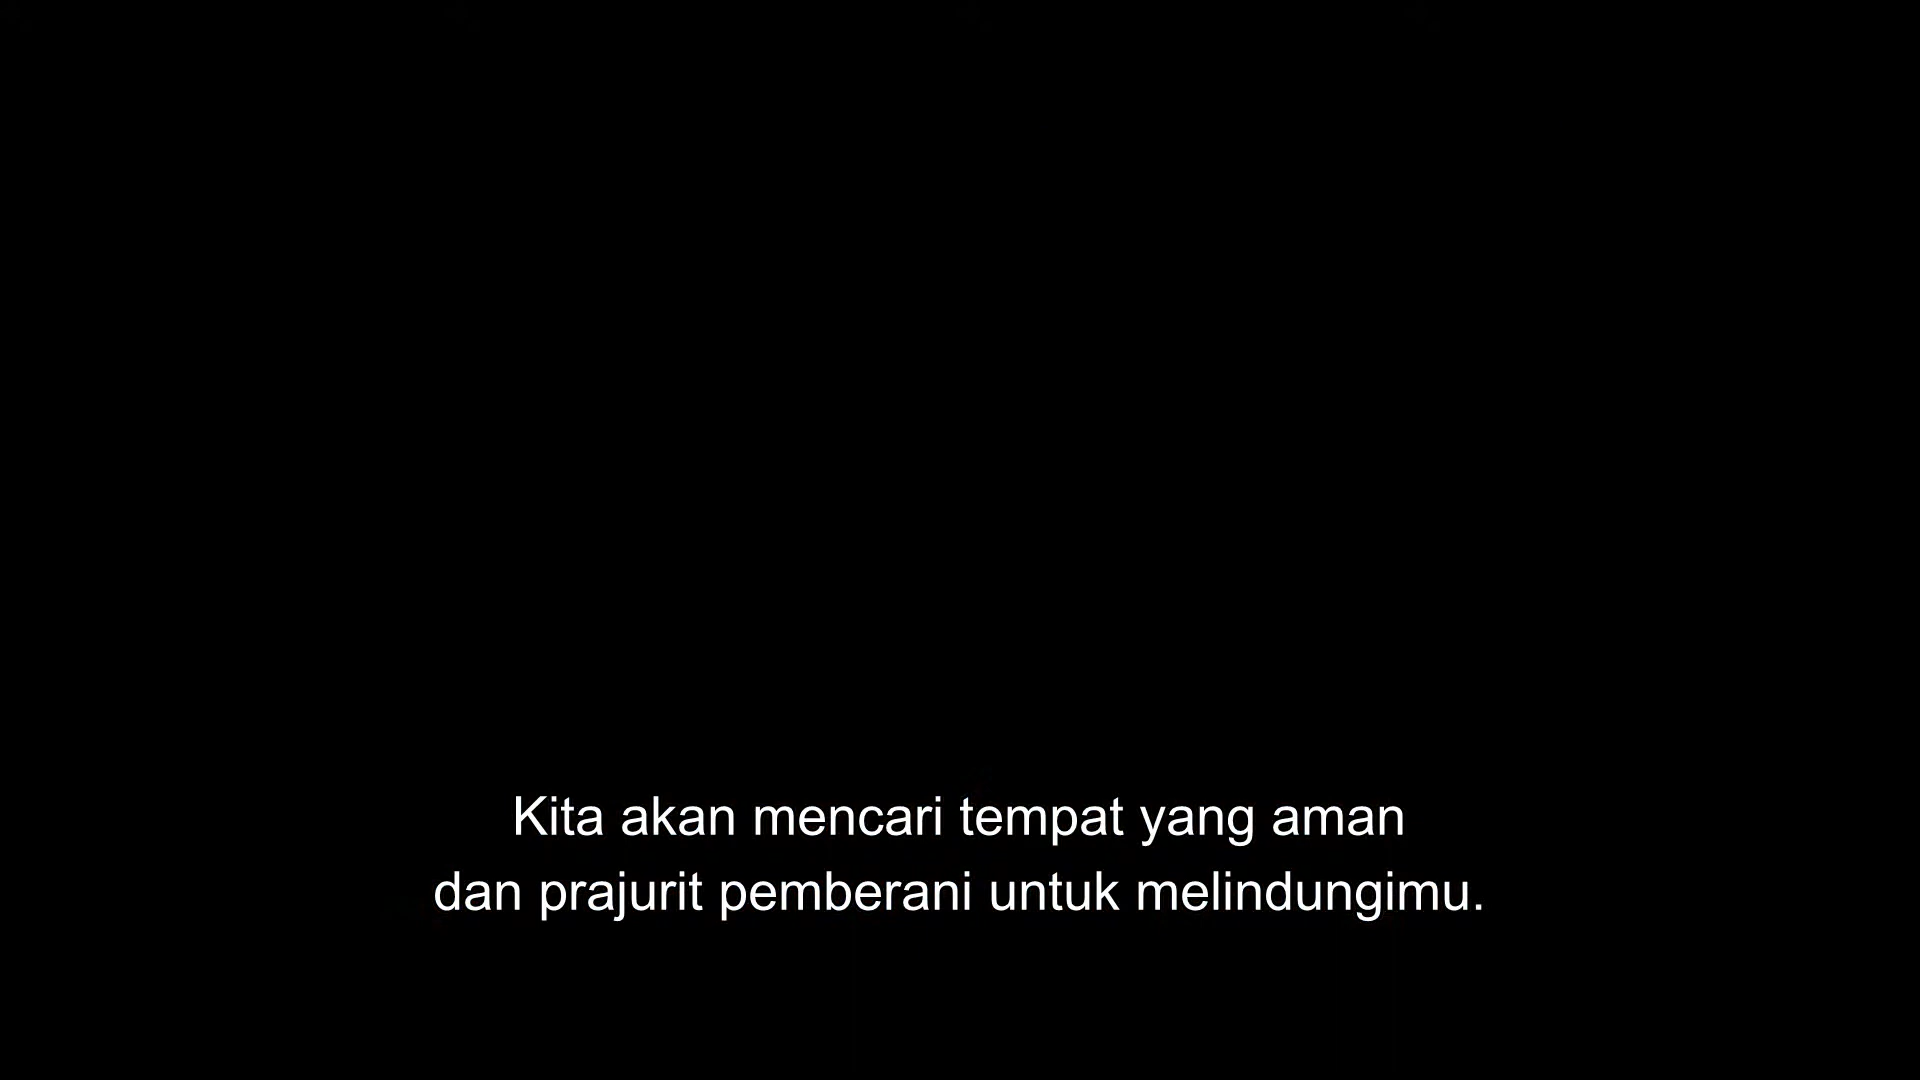 Kita akan mencari tempat yang aman
dan prajurit pemberani untuk melindungimu.